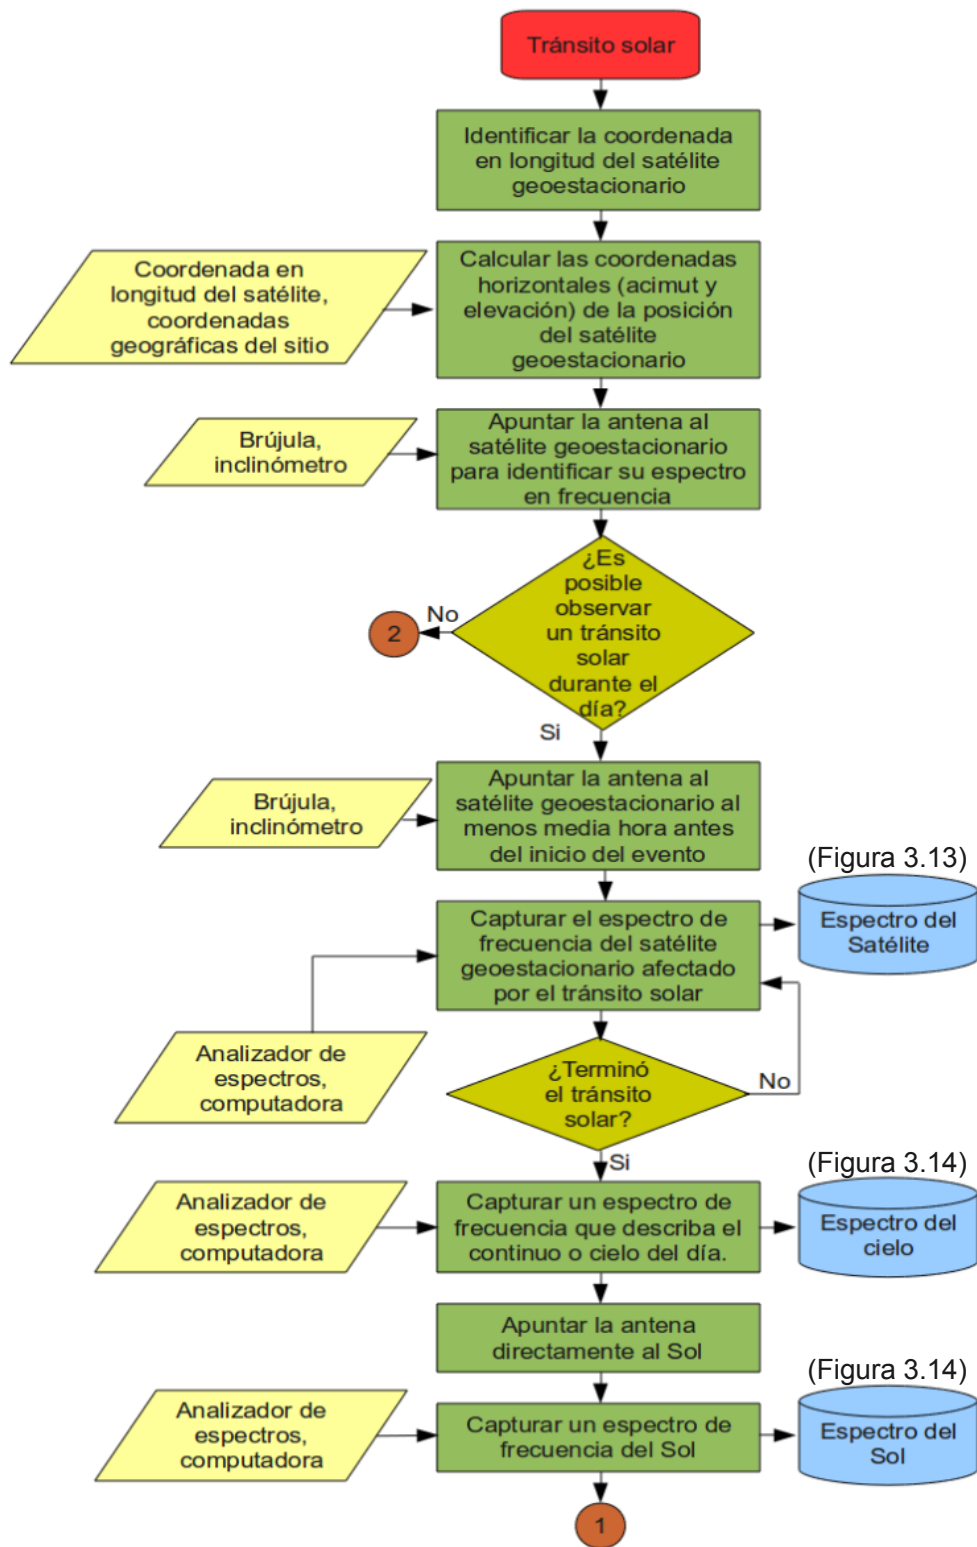 Tránsito solar
Identificar la coordenada
en longitud del satélite
geoestacionario
Coordenada en
longitud del satélite,
coordenadas
geográficas del sitio
Calcular las coordenadas
horizontales (acimut y
elevación) de la posición
del satélite
geoestacionario
Brújula,
inclinómetro
Apuntar la antena al
satélite geoestacionario
para identificar su espectro
en frecuencia
¿Es
posible
observar
un tránsito
solar
durante el
día?
No
2
Si
Brújula,
inclinómetro
Apuntar la antena al
satélite geoestacionario al
menos media hora antes
del inicio del evento
(Figura 3.13)
Espectro del
Satélite
Capturar el espectro de
frecuencia del satélite
geoestacionario afectado
por el tránsito solar
Analizador de
espectros,
computadora
¿Terminó
el tránsito
solar?
No
Si
(Figura 3.14)
Analizador de
espectros,
computadora
Capturar un espectro de
frecuencia que describa el
continuo o cielo del día.
Espectro del
cielo
Apuntar la antena
directamente al Sol
(Figura 3.14)
Analizador de
espectros,
computadora
Capturar un espectro de
frecuencia del Sol
Espectro del
Sol
1